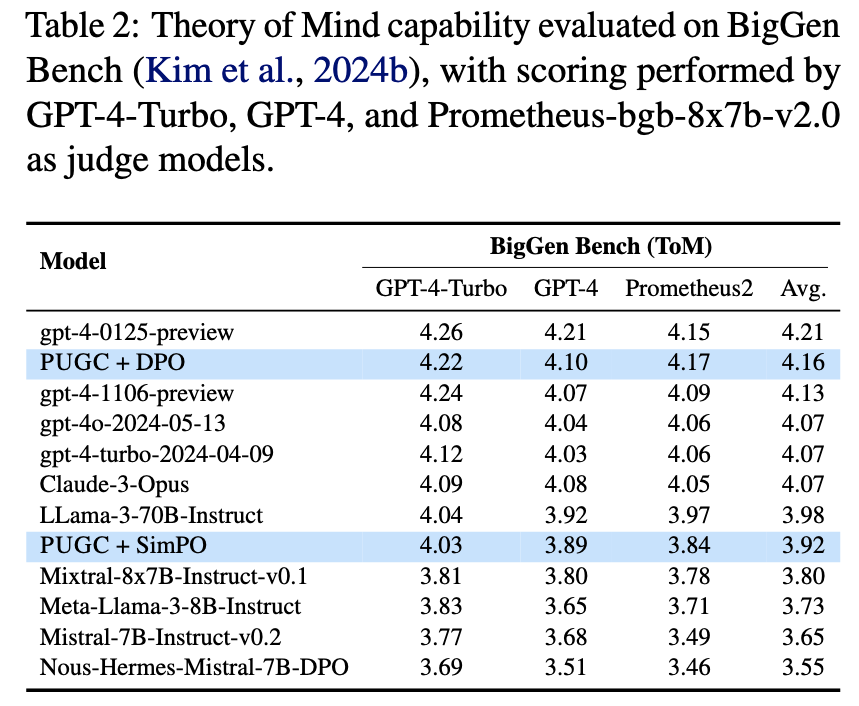 Table 2: Theory of Mind capability evaluated on BigGen
Bench (Kim et al., 2024b), with scoring performed by
GPT-4-Turbo, GPT-4, and Prometheus-bgb-8x7b-v2.0
as judge models.
Model BigGen Bench (ToM)
GPT-4-Turbo GPT-4 Prometheus2 Avg.
gpt-4-0125-preview 4.26 4.21 4.15 4.21
PUGC + DPO 4.22 4.10 4.17 4.16
gpt-4-1106-preview 4.24 4.07 4.09 4.13
gpt-4o-2024-05-13 4.08 4.04 4.06 4.07
gpt-4-turbo-2024-04-09 4.12 4.03 4.06 4.07
Claude-3-Opus 4.09 4.08 4.05 4.07
LLama-3-70B-Instruct 4.04 3.92 3.97 3.98
PUGC + SimPO 4.03 3.89 3.84 3.92
Mixtral-8x7B-Instruct-v0.1 3.81 3.80 3.78 3.80
Meta-Llama-3-8B-Instruct 3.83 3.65 3.71 3.73
Mistral-7B-Instruct-v0.2 3.77 3.68 3.49 3.65
Nous-Hermes-Mistral-7B-DPO 3.69 3.51 3.46 3.55